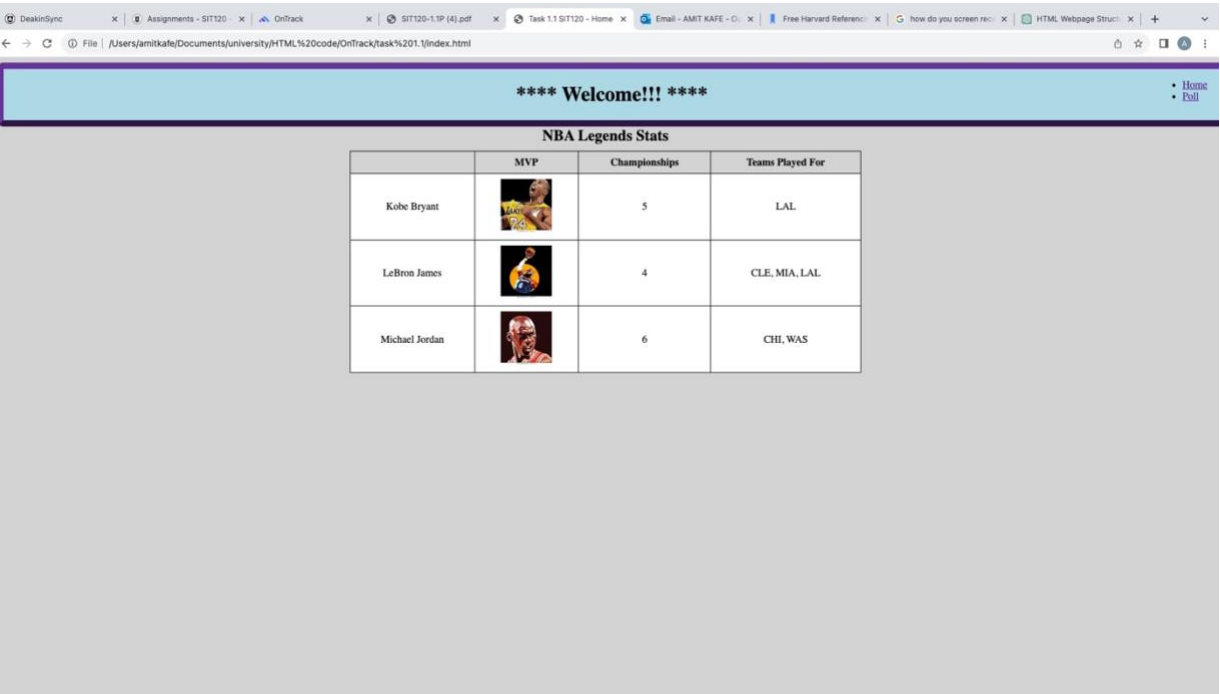 DeakinSync
Assignments - SIT120 -
OnTrack
SIT120-1.1P (4).pdf
Task 1.1 SIT120 - Home
Email - AMIT KAFE - Ou
Free Harvard Reference
how do you screen rec
HTML Webpage Struct
File /Users/amitkafe/Documents/university/HTML%20code/OnTrack/task%201.1/index.html
A
**** Welcome!!! ****
• Home
• Poll
NBA Legends Stats
MVP Championships Teams Played For
Kobe Bryant 5 LAL
LeBron James 4 CLE, MIA, LAL
Michael Jordan 6 CHI, WAS